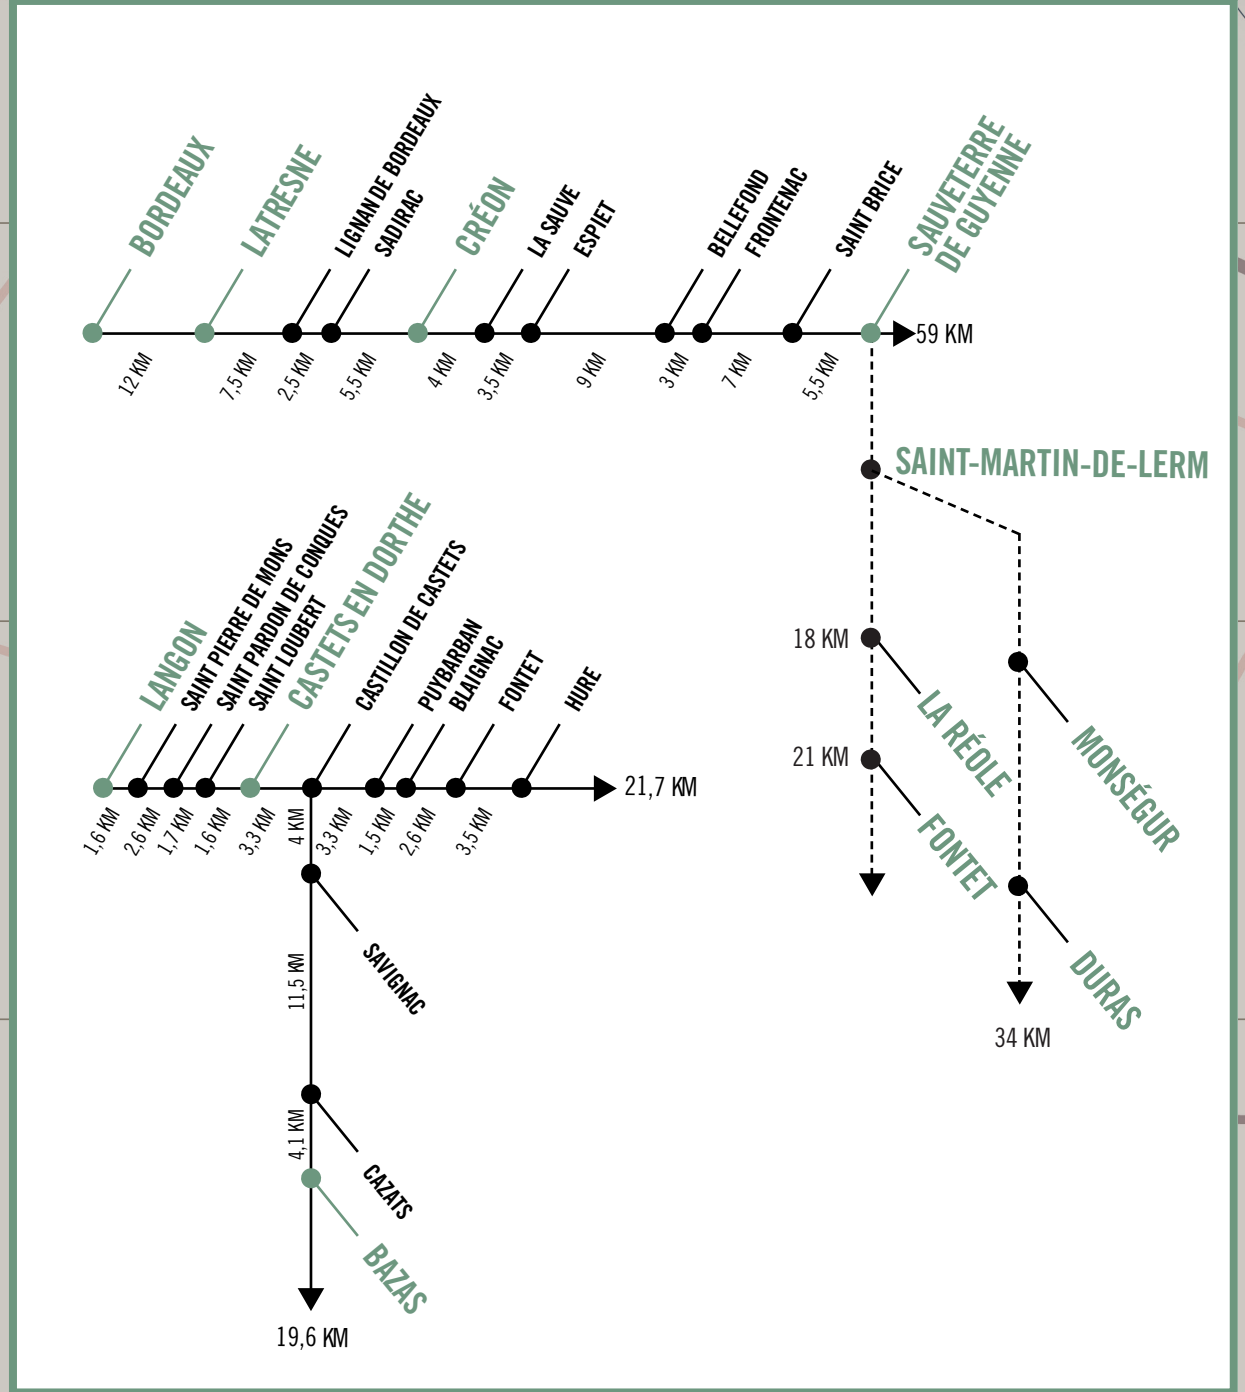 BORDEAUX
LATRESNE
LIGNAN DE BORDEAUX
SADIRAC
CRÉON
LA SAUVE
ESPIET
BELLEFOND
FRONTENAC
SAINT BRICE
SAUVETERRE
DE GUYENNE
59 KM
12 KM
7,5 KM
2,5 KM
5,5 KM
4 KM
3,5 KM
9 KM
3 KM
7 KM
5,5 KM
SAINT-MARTIN-DE-LERM
18 KM
LA RÉOLE
21 KM
FONTET
MONSÉGUR
DURAS
34 KM
LANGON
SAINT PIERRE DE MONS
SAINT PARDON DE CONQUES
SAINT LOUBERT
CASTETS EN DORTHE
CASTILLON DE CASTETS
PUYBARBAN
BLAIGNAC
FONTET
HURE
21,7 KM
1,6 KM
2,6 KM
1,7 KM
1,6 KM
3,3 KM
4 KM
3,3 KM
1,5 KM
2,6 KM
3,5 KM
SAVIGNAC
11,5 KM
CAZATS
4,1 KM
BAZAS
19,6 KM